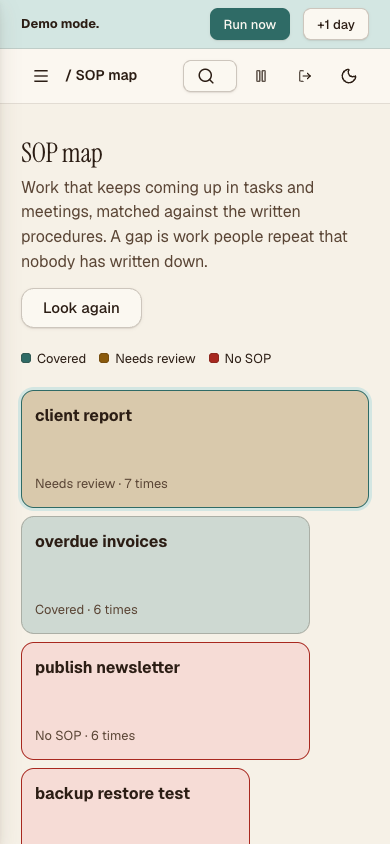 Demo mode.
Run now
+1 day
/ SOP map
SOP map
Work that keeps coming up in tasks and
meetings, matched against the written
procedures. A gap is work people repeat that
nobody has written down.
Look again
Covered
Needs review
No SOP
client report
Needs review · 7 times
overdue invoices
Covered · 6 times
publish newsletter
No SOP · 6 times
backup restore test